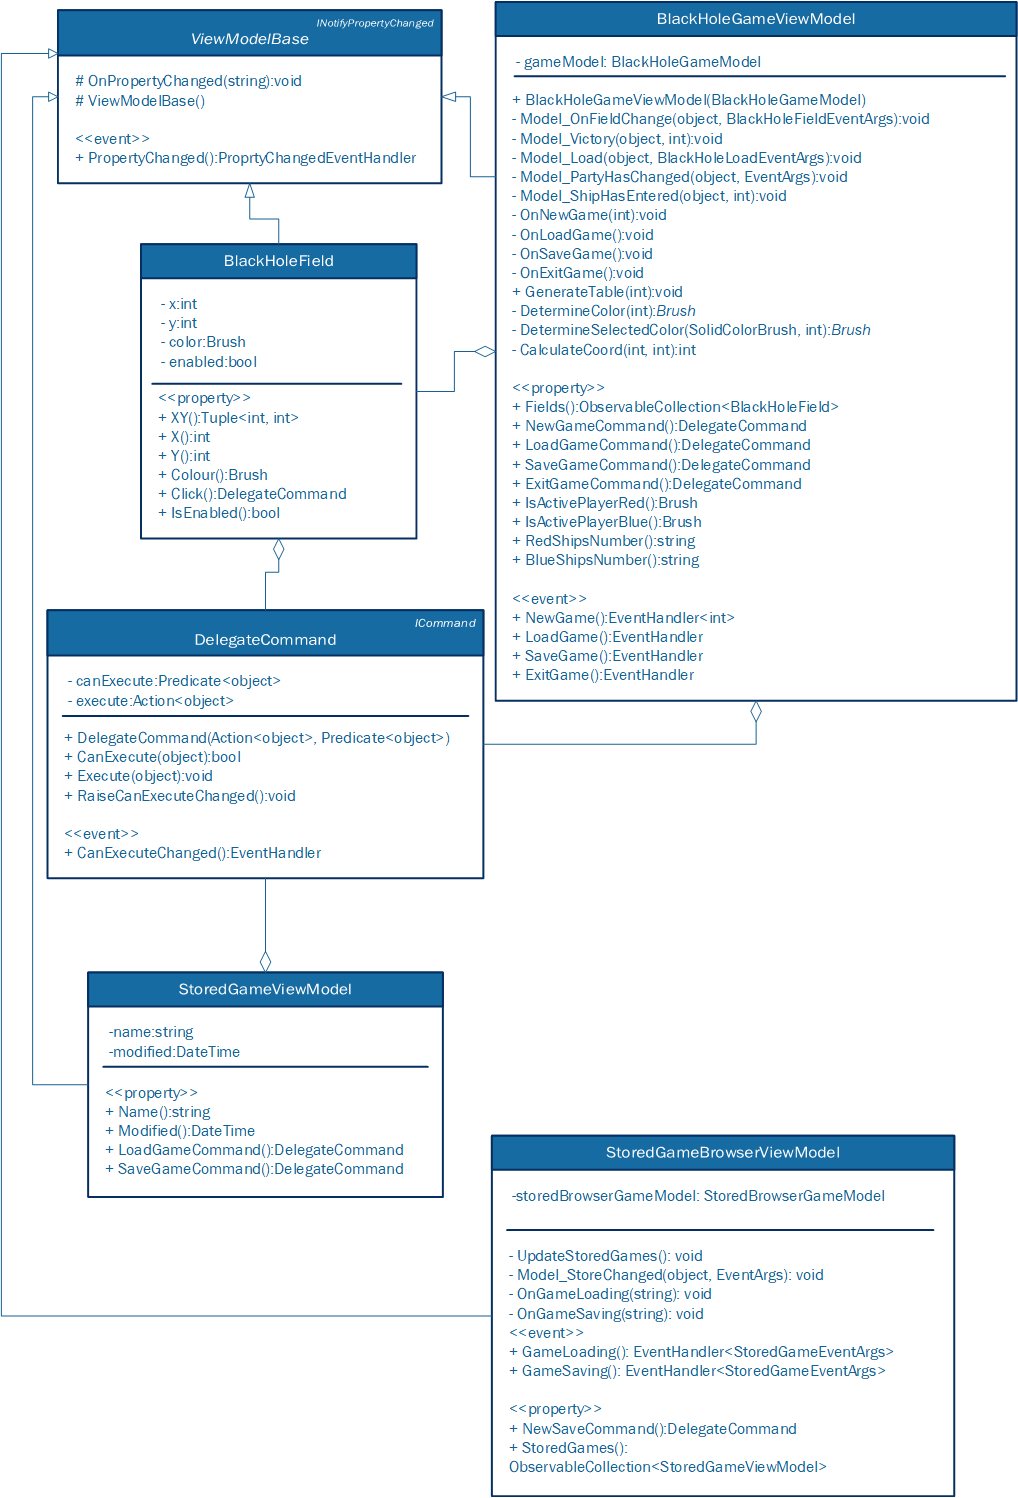 INotifyPropertyChanged
ViewModelBase
# OnPropertyChanged(string):void
# ViewModelBase()
<<event>>
+ PropertyChanged():ProprtyChangedEventHandler
BlackHoleField
- x:int
- y:int
- color:Brush
- enabled:bool
<<property>>
+ XY():Tuple<int, int>
+ X():int
+ Y():int
+ Colour():Brush
+ Click():DelegateCommand
+ IsEnabled():bool
ICommand
DelegateCommand
- canExecute:Predicate<object>
- execute:Action<object>
+ DelegateCommand(Action<object>, Predicate<object>)
+ CanExecute(object):bool
+ Execute(object):void
+ RaiseCanExecuteChanged():void
<<event>>
+ CanExecuteChanged():EventHandler
StoredGameViewModel
-name:string
-modified:DateTime
<<property>>
+ Name():string
+ Modified():DateTime
+ LoadGameCommand():DelegateCommand
+ SaveGameCommand():DelegateCommand
BlackHoleGameViewModel
- gameModel: BlackHoleGameModel
+ BlackHoleGameViewModel(BlackHoleGameModel)
- Model_OnFieldChange(object, BlackHoleFieldEventArgs):void
- Model_Victory(object, int):void
- Model_Load(object, BlackHoleLoadEventArgs):void
- Model_PartyHasChanged(object, EventArgs):void
- Model_ShipHasEntered(object, int):void
- OnNewGame(int):void
- OnLoadGame():void
- OnSaveGame():void
- OnExitGame():void
+ GenerateTable(int):void
- DetermineColor(int):Brush
- DetermineSelectedColor(SolidColorBrush, int):Brush
- CalculateCoord(int, int):int
<<property>>
+ Fields():ObservableCollection<BlackHoleField>
+ NewGameCommand():DelegateCommand
+ LoadGameCommand():DelegateCommand
+ SaveGameCommand():DelegateCommand
+ ExitGameCommand():DelegateCommand
+ IsActivePlayerRed():Brush
+ IsActivePlayerBlue():Brush
+ RedShipsNumber():string
+ BlueShipsNumber():string
<<event>>
+ NewGame():EventHandler<int>
+ LoadGame():EventHandler
+ SaveGame():EventHandler
+ ExitGame():EventHandler
StoredGameBrowserViewModel
-storedBrowserGameModel: StoredBrowserGameModel
- UpdateStoredGames(): void
- Model_StoreChanged(object, EventArgs): void
- OnGameLoading(string): void
- OnGameSaving(string): void
<<event>>
+ GameLoading(): EventHandler<StoredGameEventArgs>
+ GameSaving(): EventHandler<StoredGameEventArgs>
<<property>>
+ NewSaveCommand():DelegateCommand
+ StoredGames():
ObservableCollection<StoredGameViewModel>